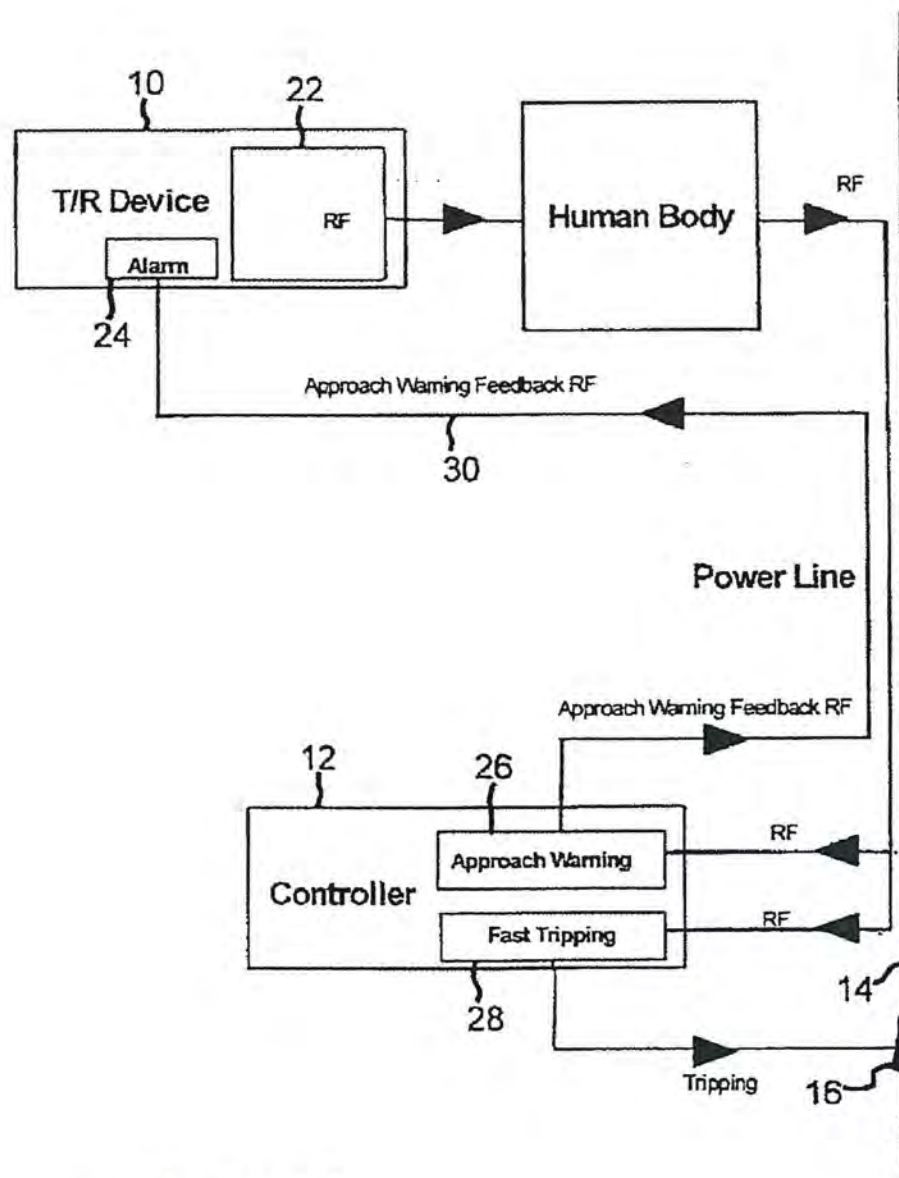 10
22
T/R Device
RF
Alarm
24
Human Body
RF
Approach Warning Feedback RF
30
Power Line
Approach Warning Feedback RF
12
26
Approach Warning
RF
Controller
Fast Tripping
RF
28
14
Tripping
16